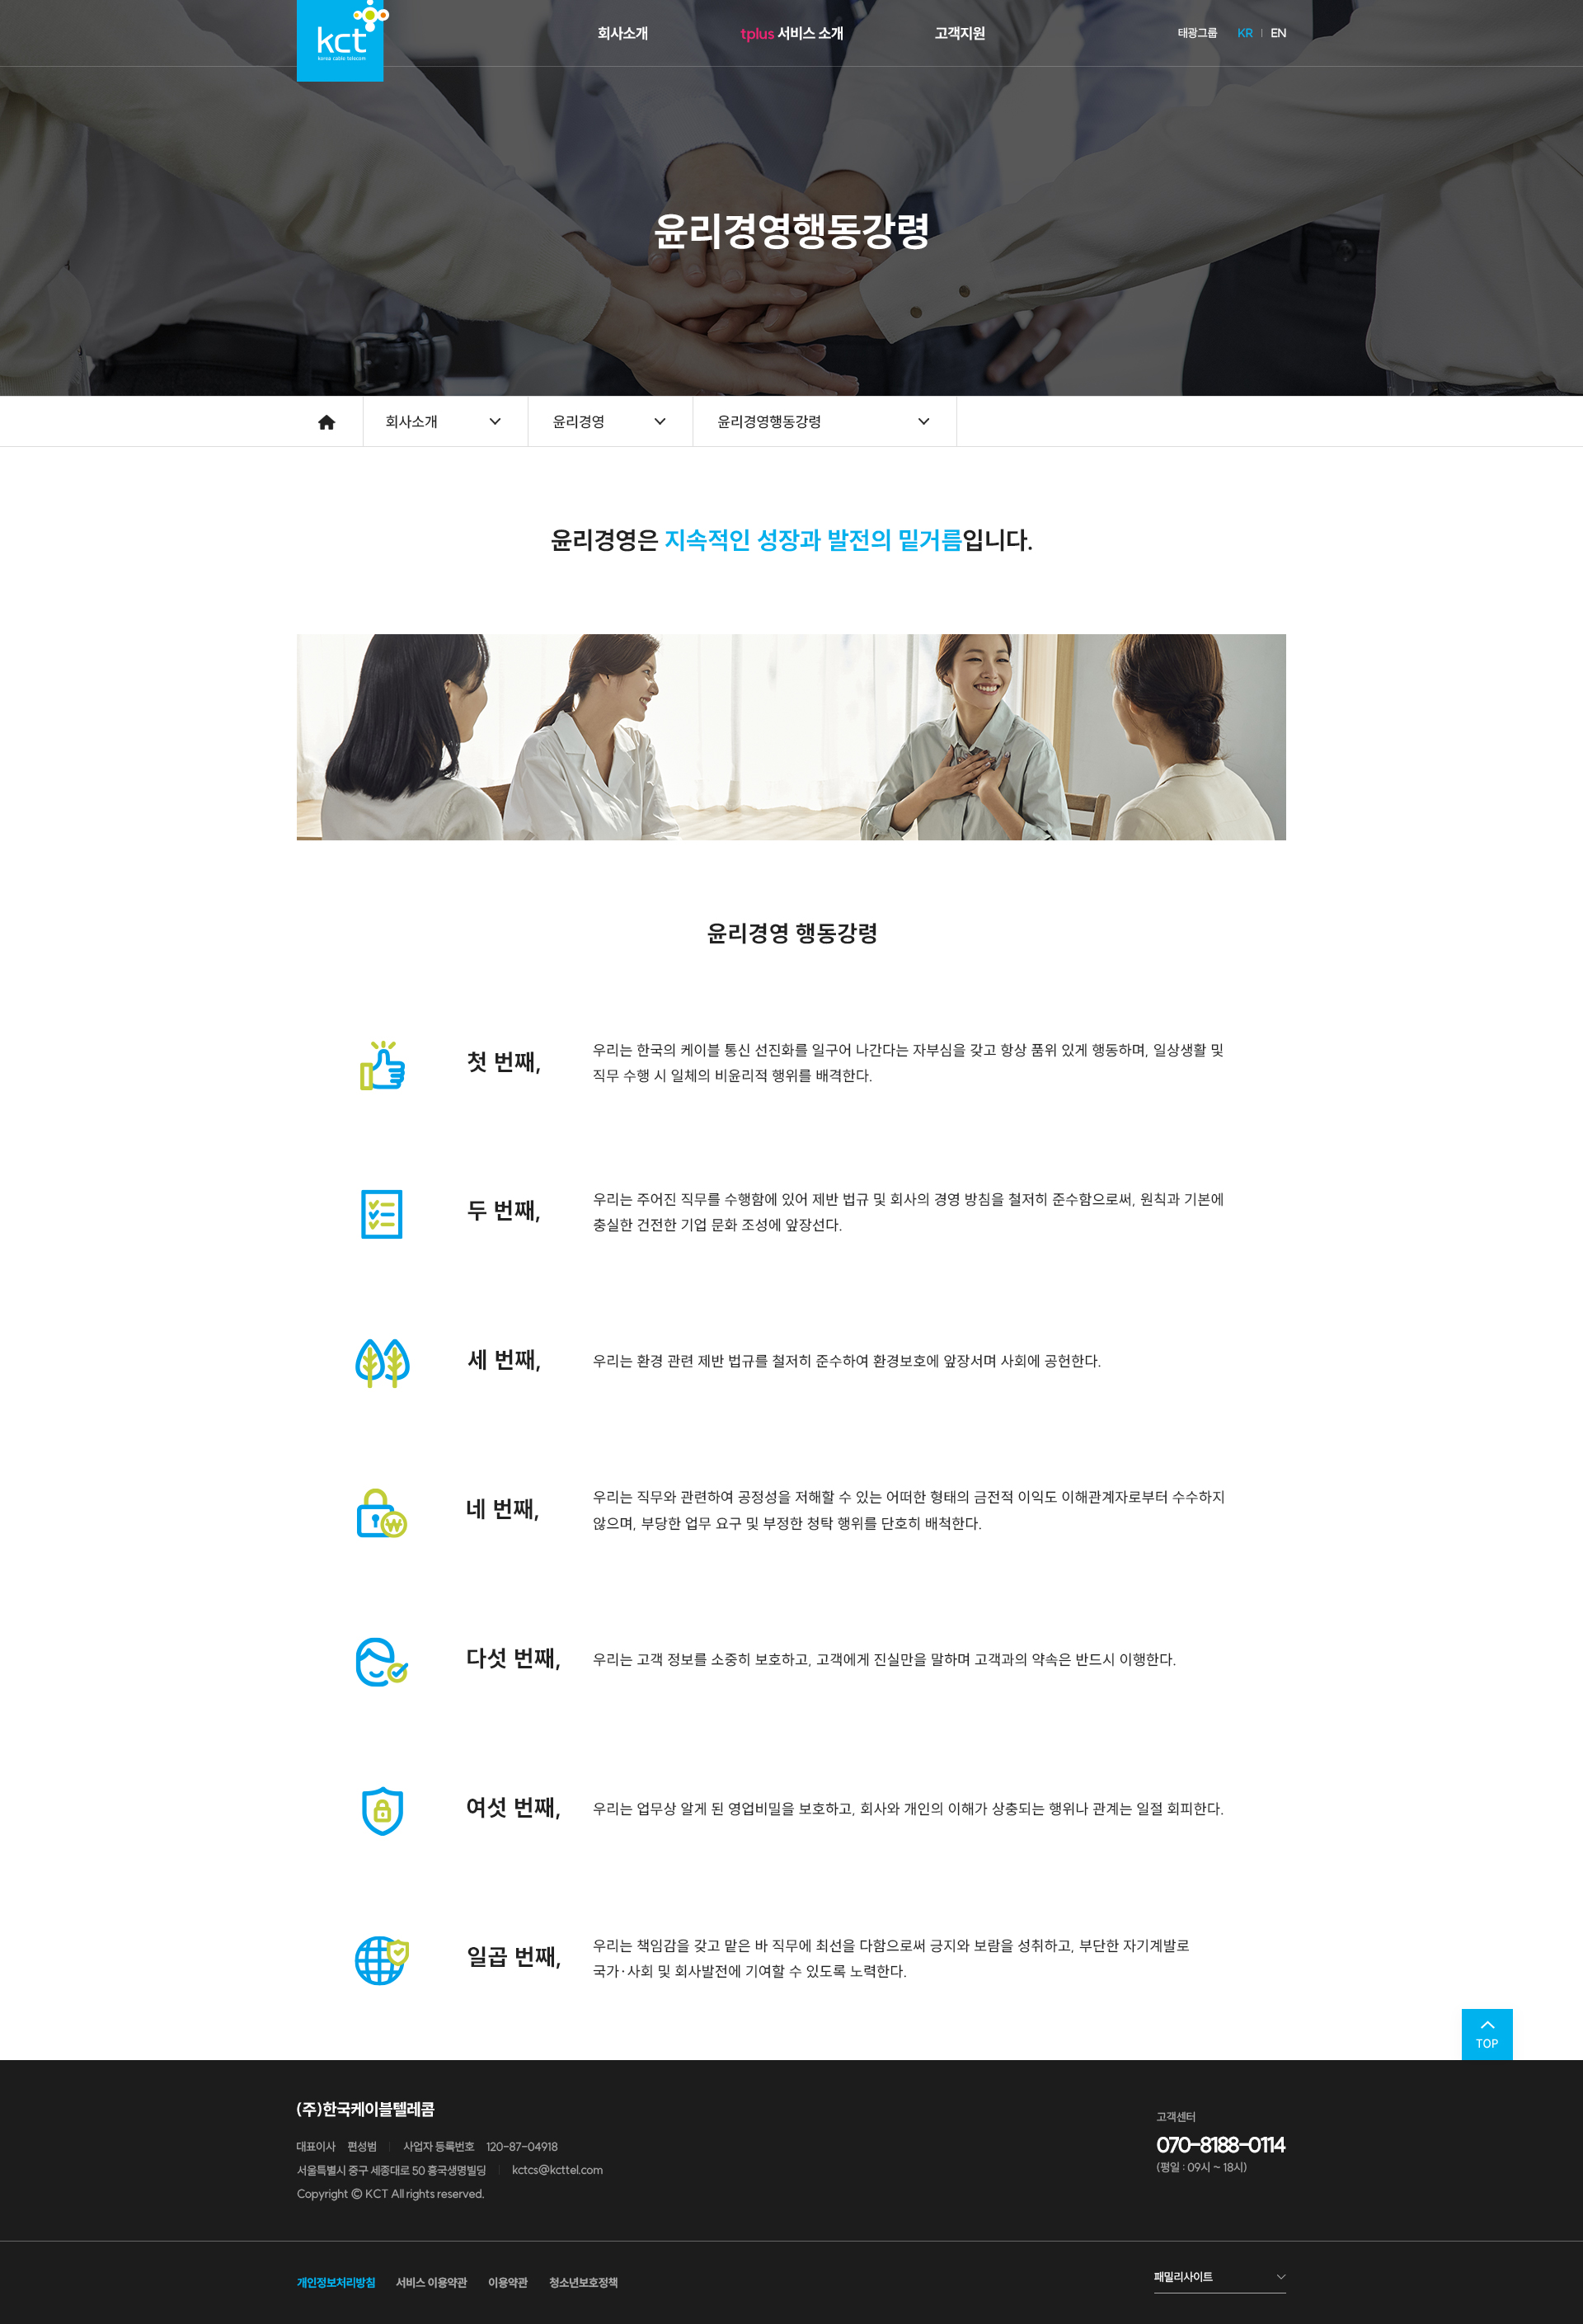 kct
korea cable telecom
회사소개
tplus 서비스 소개
고객지원
태광그룹
KR
EN
윤리경영행동강령
회사소개
윤리경영
윤리경영행동강령
윤리경영은 지속적인 성장과 발전의 밑거름입니다.
윤리경영 행동강령
첫 번째,
우리는 한국의 케이블 통신 선진화를 일구어 나간다는 자부심을 갖고 항상 품위 있게 행동하며, 일상생활 및
직무 수행 시 일체의 비윤리적 행위를 배격한다.
두 번째,
우리는 주어진 직무를 수행함에 있어 제반 법규 및 회사의 경영 방침을 철저히 준수함으로써, 원칙과 기본에
충실한 건전한 기업 문화 조성에 앞장선다.
세 번째,
우리는 환경 관련 제반 법규를 철저히 준수하여 환경보호에 앞장서며 사회에 공헌한다.
네 번째,
우리는 직무와 관련하여 공정성을 저해할 수 있는 어떠한 형태의 금전적 이익도 이해관계자로부터 수수하지
않으며, 부당한 업무 요구 및 부정한 청탁 행위를 단호히 배척한다.
다섯 번째,
우리는 고객 정보를 소중히 보호하고, 고객에게 진실만을 말하며 고객과의 약속은 반드시 이행한다.
여섯 번째,
우리는 업무상 알게 된 영업비밀을 보호하고, 회사와 개인의 이해가 상충되는 행위나 관계는 일절 회피한다.
일곱 번째,
우리는 책임감을 갖고 맡은 바 직무에 최선을 다함으로써 긍지와 보람을 성취하고, 부단한 자기계발로
국가·사회 및 회사발전에 기여할 수 있도록 노력한다.
TOP
(주)한국케이블텔레콤
대표이사 편성범 사업자 등록번호 120-87-04918
서울특별시 중구 세종대로 50 흥국생명빌딩 kctcs@kcttel.com
Copyright © KCT All rights reserved.
고객센터
070-8188-0114
(평일 : 09시 ~ 18시)
개인정보처리방침 서비스 이용약관 이용약관 청소년보호정책
패밀리사이트